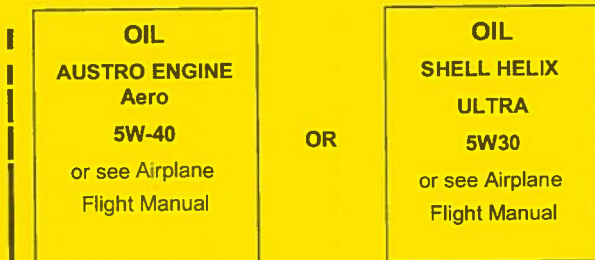 OIL
AUSTRO ENGINE
Aero
5W-40
or see Airplane
Flight Manual
OR
OIL
SHELL HELIX
ULTRA
5W30
or see Airplane
Flight Manual